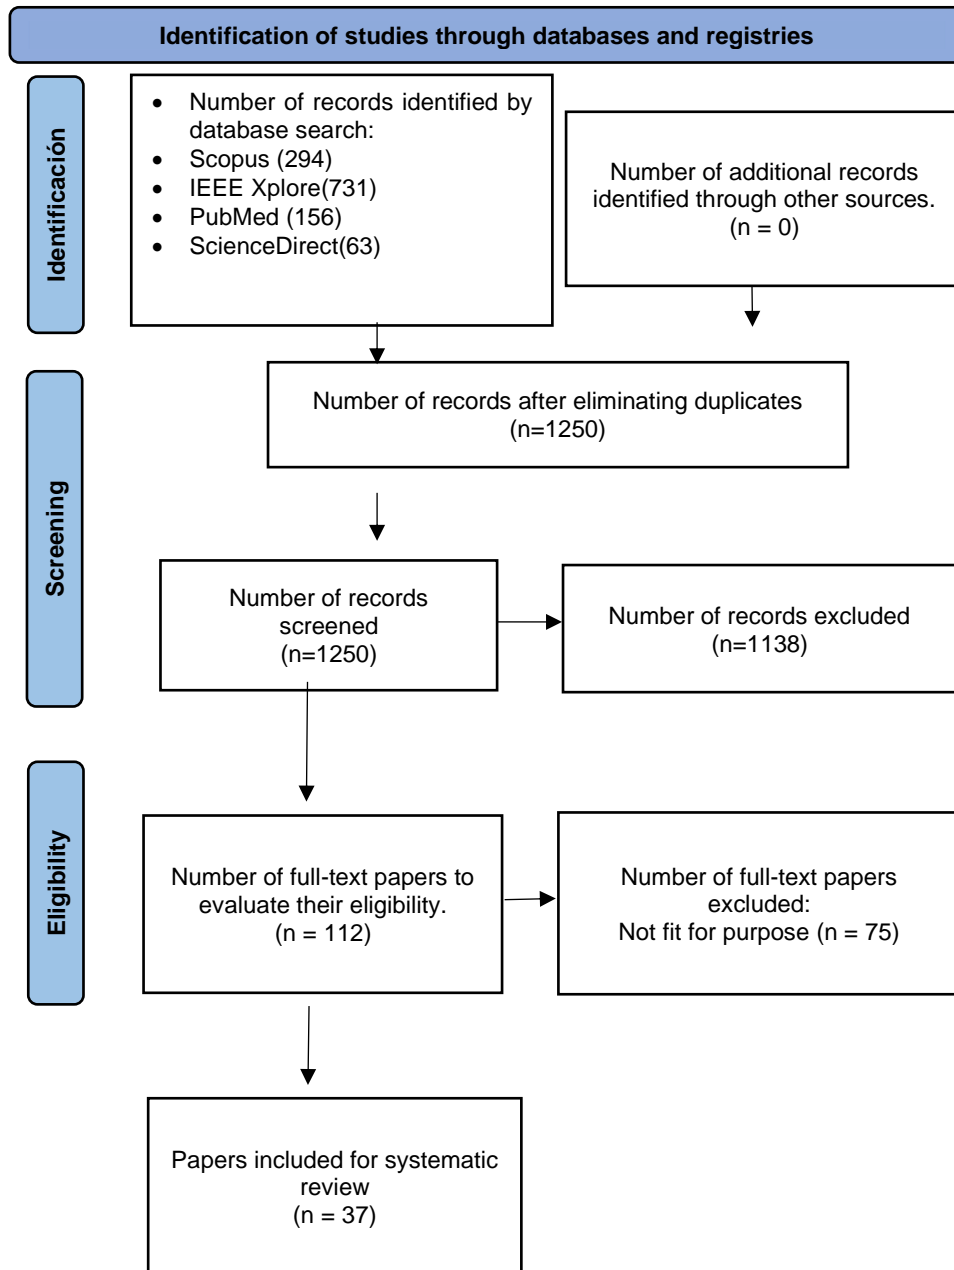 Identification of studies through databases and registries
Identificación
• Number of records identified by
database search:
• Scopus (294)
• IEEE Xplore(731)
• PubMed (156)
• ScienceDirect(63)
Number of additional records
identified through other sources.
(n = 0)
Screening
Number of records after eliminating duplicates
(n=1250)
Number of records
screened
(n=1250)
Number of records excluded
(n=1138)
Eligibility
Number of full-text papers to
evaluate their eligibility.
(n = 112)
Number of full-text papers
excluded:
Not fit for purpose (n = 75)
Papers included for systematic
review
(n = 37)